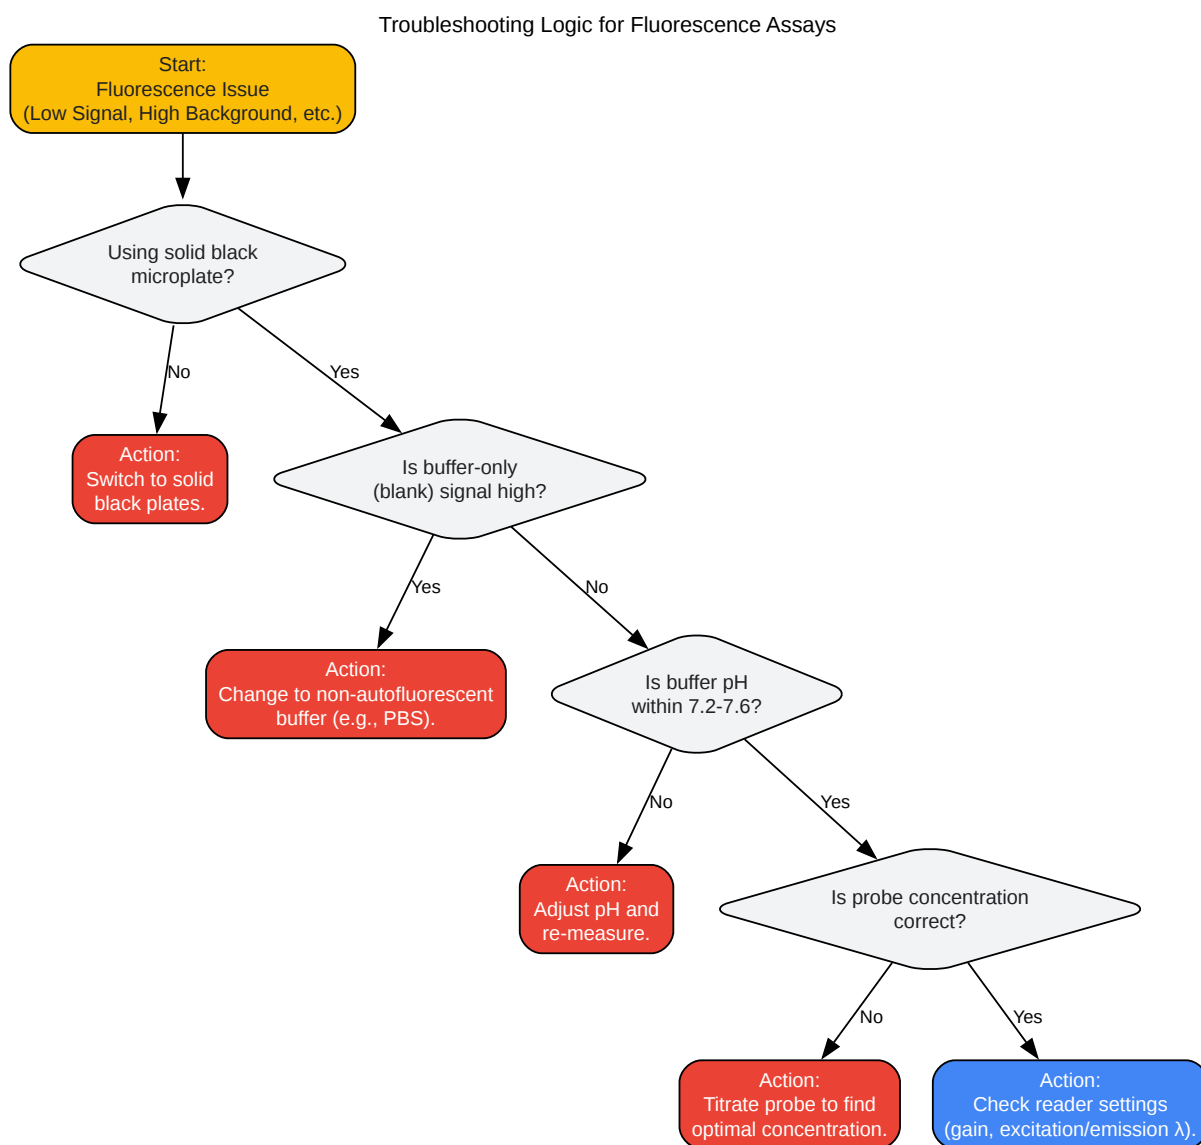 Troubleshooting Logic for Fluorescence Assays
Start:
Fluorescence Issue
(Low Signal, High Background, etc.)
Using solid black
microplate?
No
Yes
Action:
Switch to solid
black plates.
Is buffer-only
(blank) signal high?
Yes
No
Action:
Change to non-autofluorescent
buffer (e.g., PBS).
Is buffer pH
within 7.2-7.6?
No
Yes
Action:
Adjust pH and
re-measure.
Is probe concentration
correct?
No
Yes
Action:
Titrate probe to find
optimal concentration.
Action:
Check reader settings
(gain, excitation/emission λ).